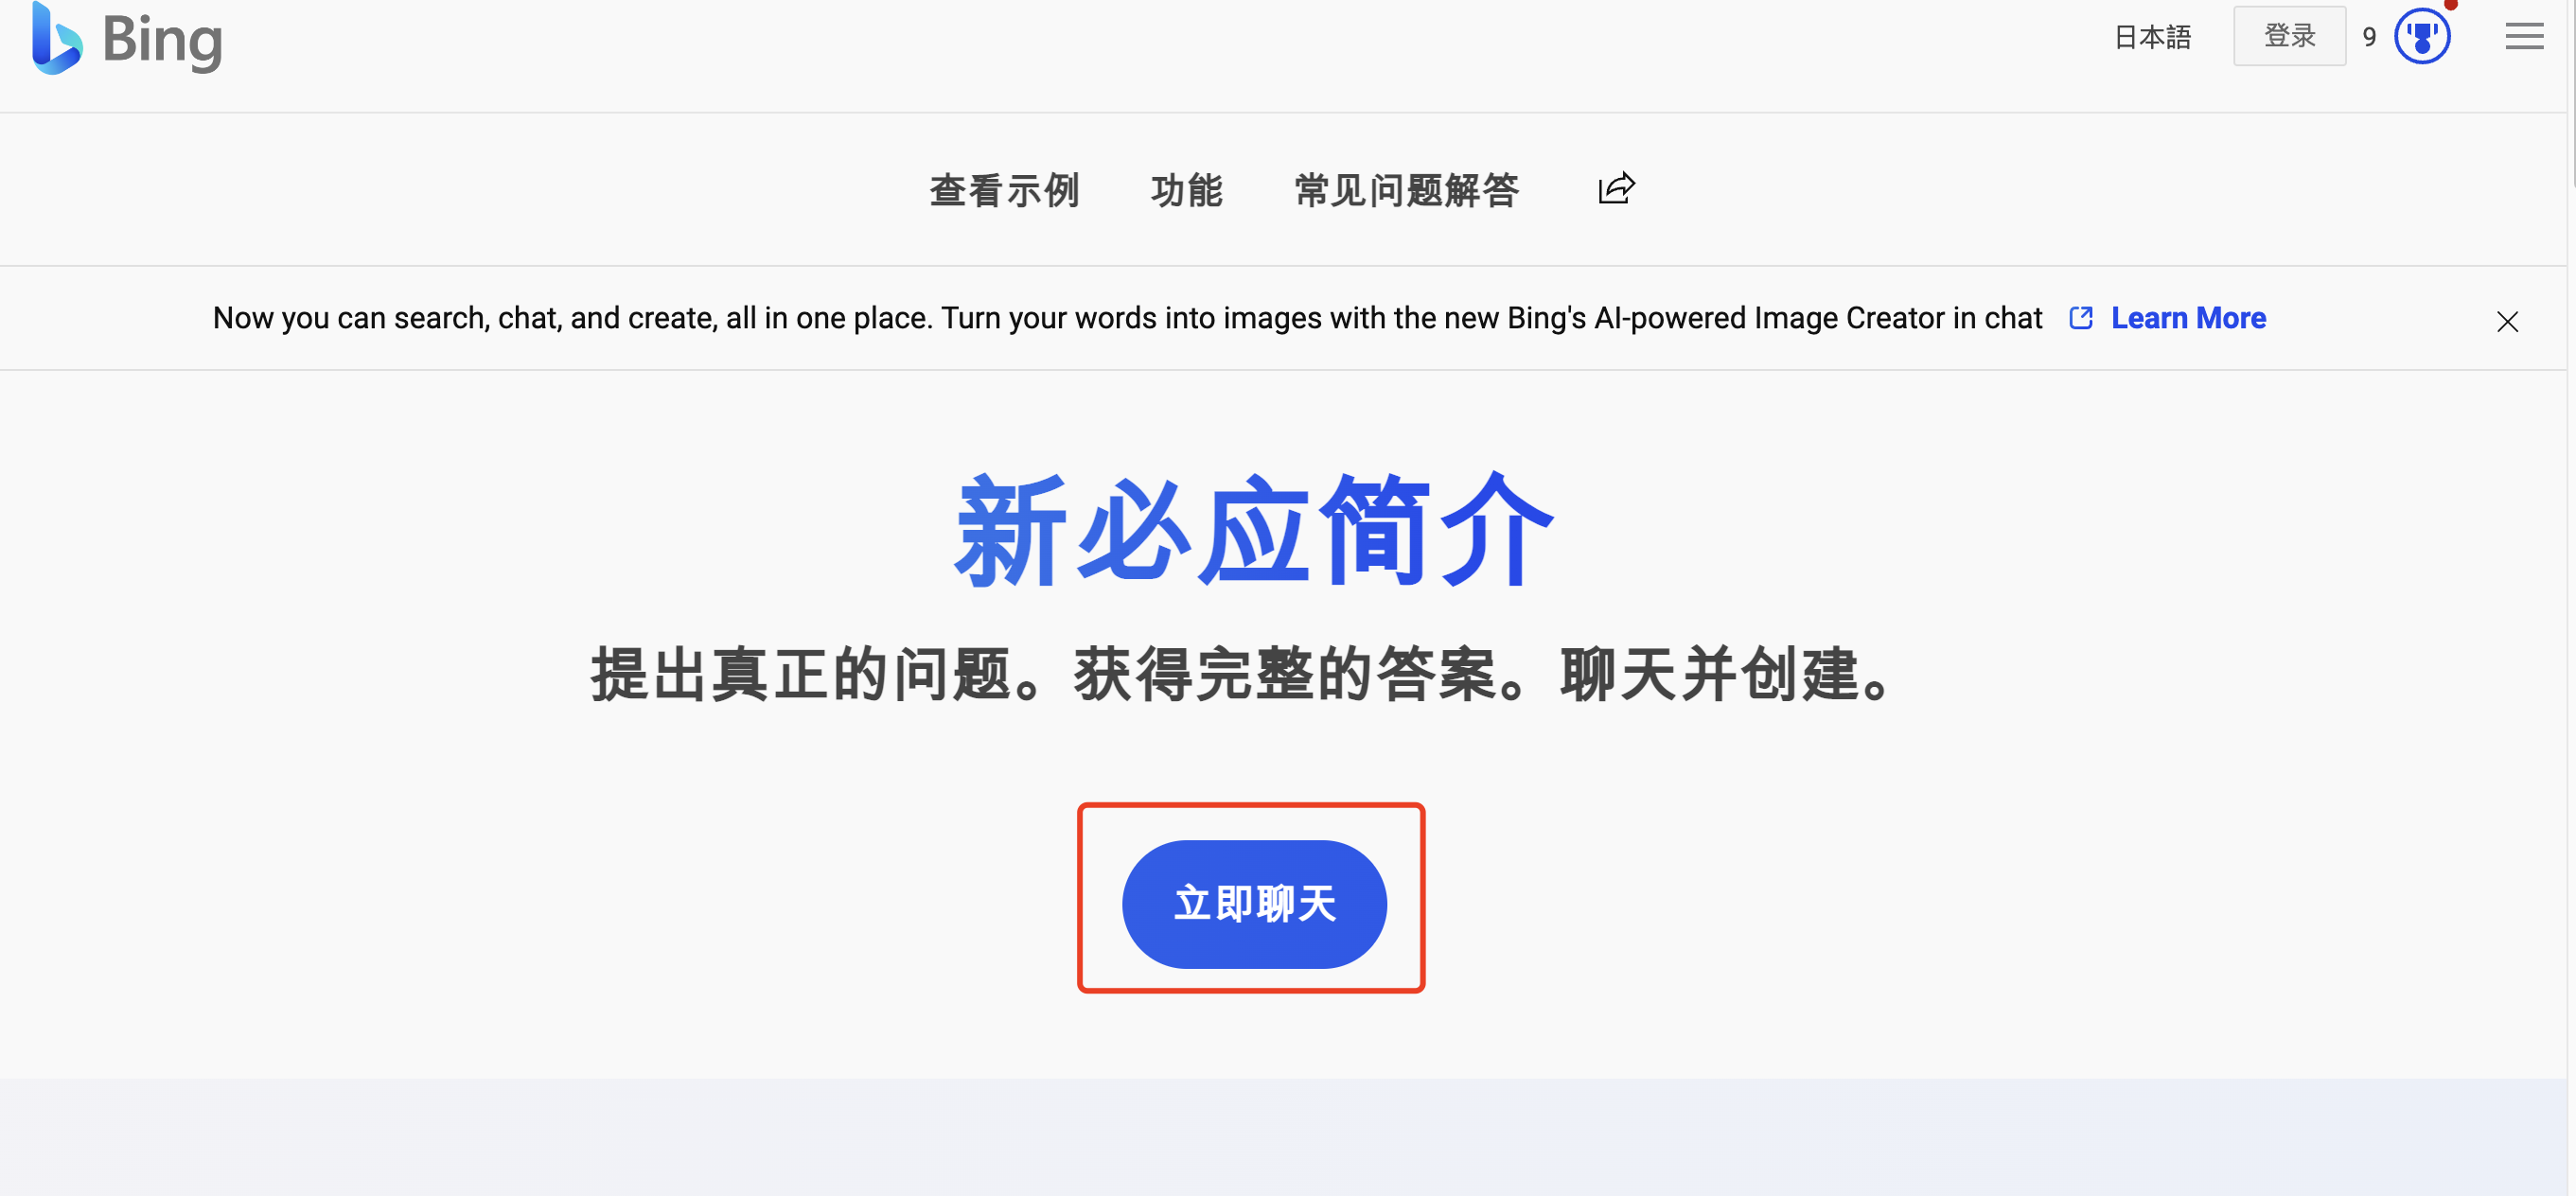 Bing
日本語
登录
9
查看示例
功能
常见问题解答
Now you can search, chat, and create, all in one place. Turn your words into images with the new Bing's AI-powered Image Creator in chat Learn More
新必应简介
提出真正的问题。获得完整的答案。聊天并创建。
立即聊天